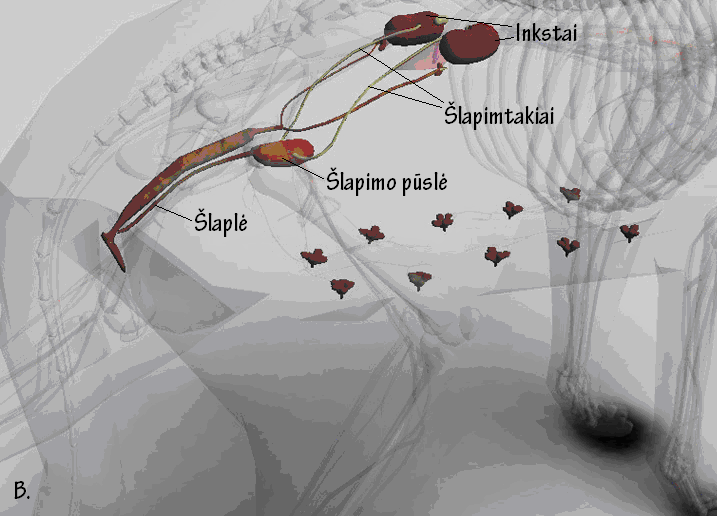 Inkstai
Šlapimtakiai
Šlapimo pūslė
Šlaplė
B.